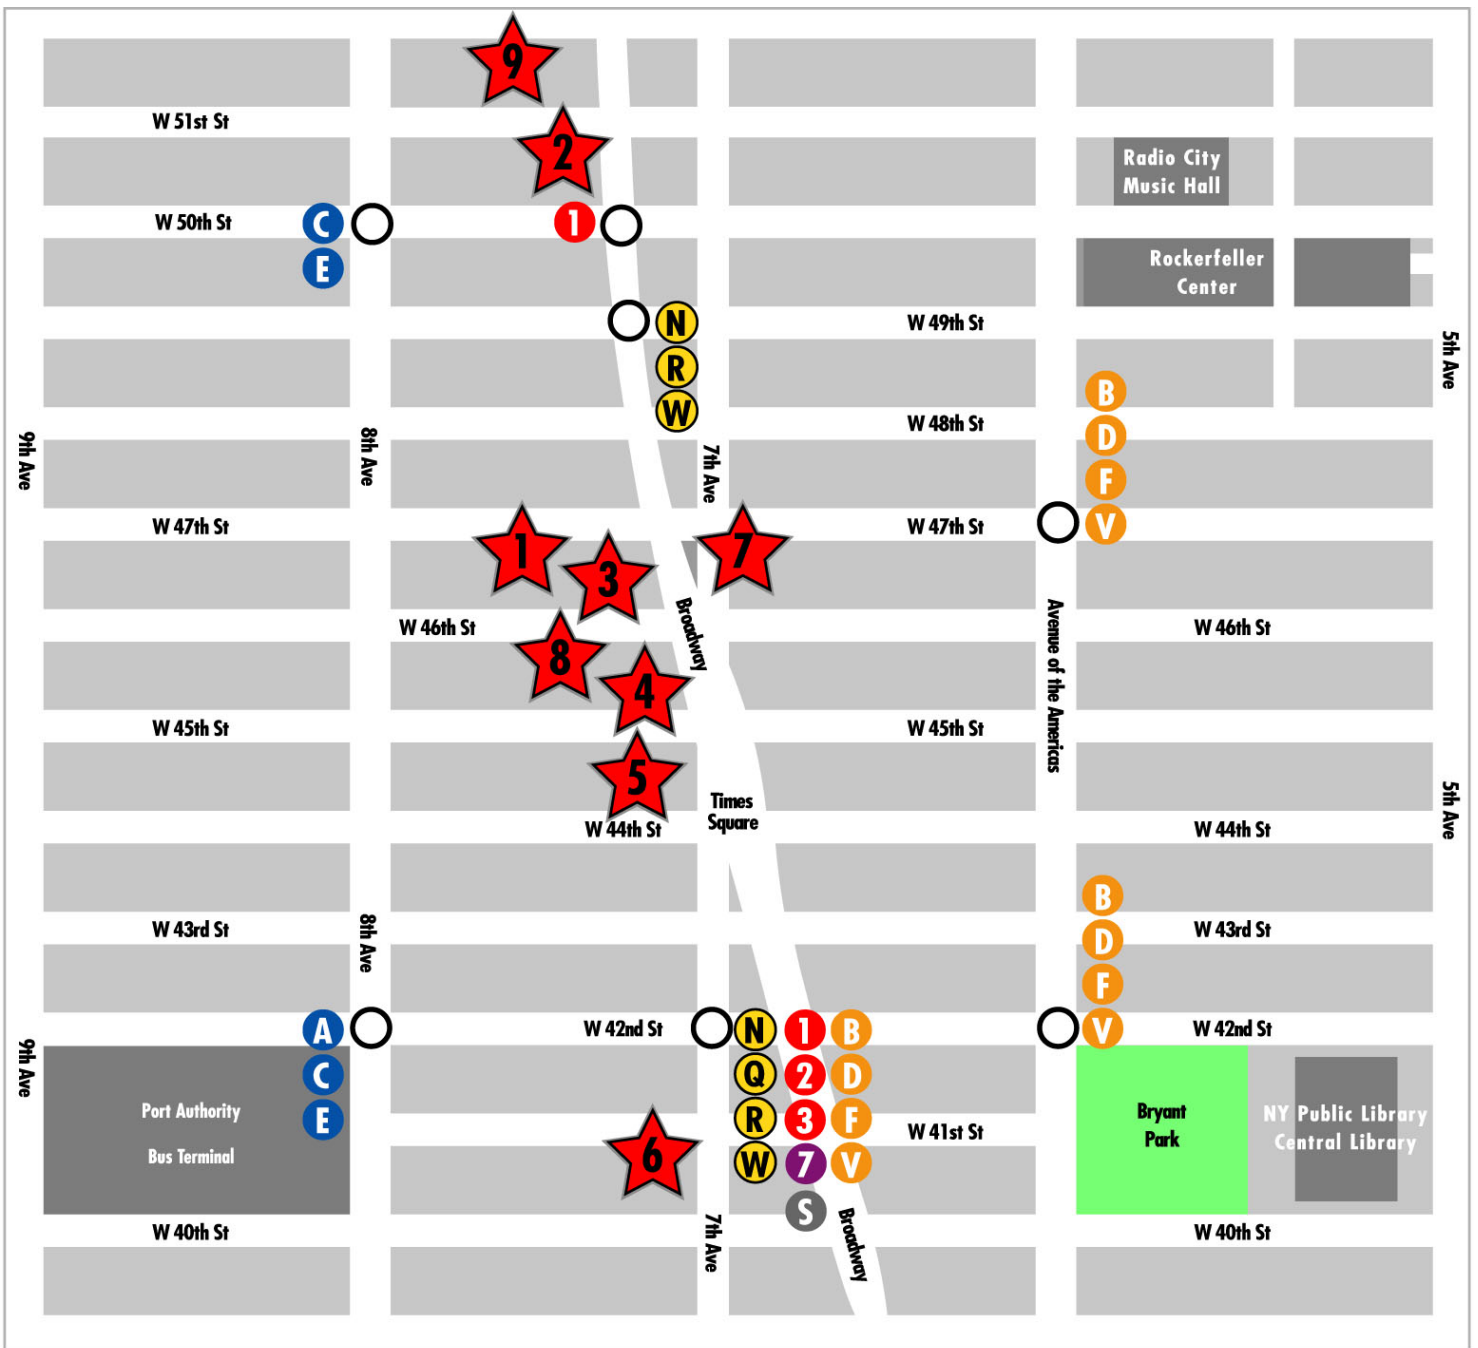 9
W 51st St
2
Radio City
Music Hall
W 50th St
C
1
E
Rockerfeller
Center
N
W 49th St
R
5th Ave
B
W
W 48th St
D
9th Ave
8th Ave
7th Ave
F
W 47th St
1
7
W 47th St
V
3
Broadway
W 46th St
Avenue of the Americas
W 46th St
8
4
W 45th St
W 45th St
5
Times
Square
5th Ave
W 44th St
W 44th St
B
W 43rd St
8th Ave
D
W 43rd St
F
A
W 42nd St
N 1 B
V
W 42nd St
9th Ave
C
Q 2 D
Port Authority
E
R 3 F
Bryant
Park
NY Public Library
Central Library
W 41st St
Bus Terminal
6
W 7 V
S
W 40th St
7th Ave
Broadway
W 40th St